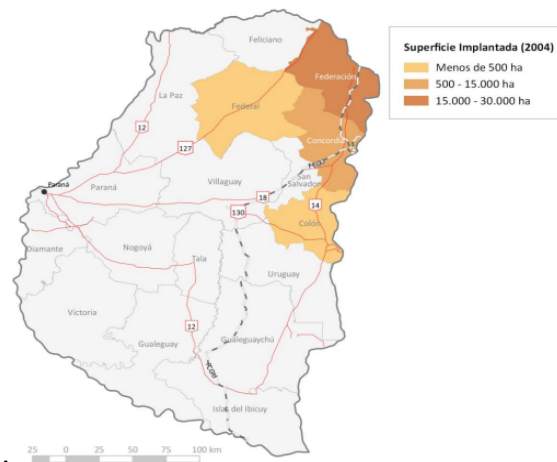 Superficie Implantada (2004)
Menos de 500 ha
500 - 15.000 ha
15.000 - 30.000 ha
Feliciano
Federación
La Paz
Federal
12
Concordia
127
Paraná
Paraná
Villaguay
San
Salvador
18
130
14
Colón
Diamante
Nogoyá
Tala
Uruguay
Victoria
12
Gualeguay
Gualeguaychú
Islas del Ibicuy
25 0 25 50 75 100 km